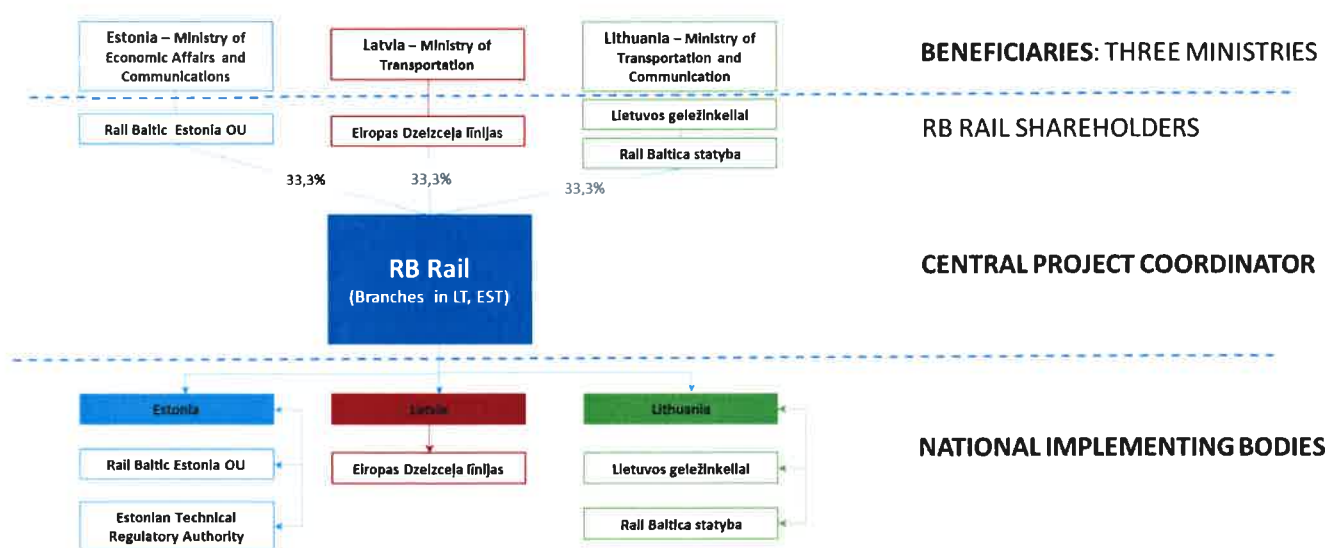 Estonia – Ministry of
Economic Affairs and
Communications
Latvia – Ministry of
Transportation
Lithuania – Ministry of
Transportation and
Communication
BENEFICIARIES: THREE MINISTRIES
Rail Baltic Estonia OU
Eiropas Dzelzceļa līnijas
Lietuvos geležinkeliai
Rail Baltica statyba
RB RAIL SHAREHOLDERS
33,3%
33,3%
33,3%
RB Rail
(Branches in LT, EST)
CENTRAL PROJECT COORDINATOR
Estonia
Latvia
Lithuania
NATIONAL IMPLEMENTING BODIES
Rail Baltic Estonia OU
Eiropas Dzelzceļa līnijas
Lietuvos geležinkeliai
Estonian Technical
Regulatory Authority
Rail Baltica statyba